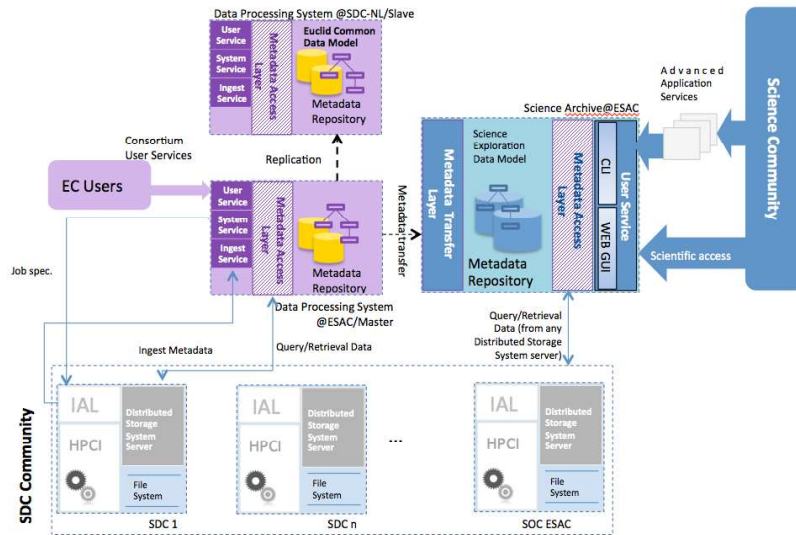 Data Processing System @SDC-NL/Slave
User
Service
System
Service
Ingest
Service
Metadata Access
Layer
Euclid Common
Data Model
Metadata
Repository
Consortium
User Services
Replication
EC Users
User
Service
System
Service
Ingest
Service
Metadata Access
Layer
Metadata
Repository
Data Processing System
@ESAC/Master
Metadata transfer
Science Archive@ESAC
Metadata Transfer
Layer
Science
Exploration
Data Model
Metadata
Repository
Metadata Access
Layer
CLI
WEB GUI
User Service
Advanced
Application
Services
Scientific access
Science Community
Job spec.
Ingest Metadata
Query/Retrieval Data
Query/Retrieval
Data (from any
Distributed Storage
System server)
SDC Community
IAL
HPCI
Distributed
Storage
System
Server
File
System
SDC 1
IAL
HPCI
Distributed
Storage
System
Server
File
System
SDC n
...
IAL
HPCI
Distributed
Storage
System
Server
File
System
SOC ESAC